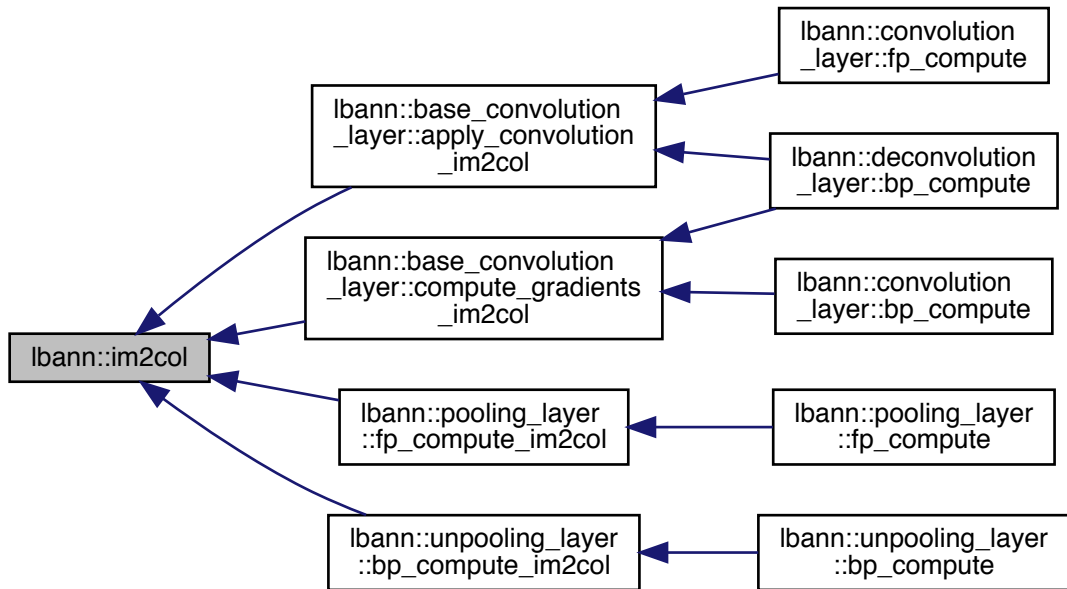 lbann::convolution
_layer::fp_compute
lbann::base_convolution
_layer::apply_convolution
_im2col
lbann::deconvolution
_layer::bp_compute
lbann::base_convolution
_layer::compute_gradients
_im2col
lbann::convolution
_layer::bp_compute
lbann::im2col
lbann::pooling_layer
::fp_compute_im2col
lbann::pooling_layer
::fp_compute
lbann::unpooling_layer
::bp_compute_im2col
lbann::unpooling_layer
::bp_compute